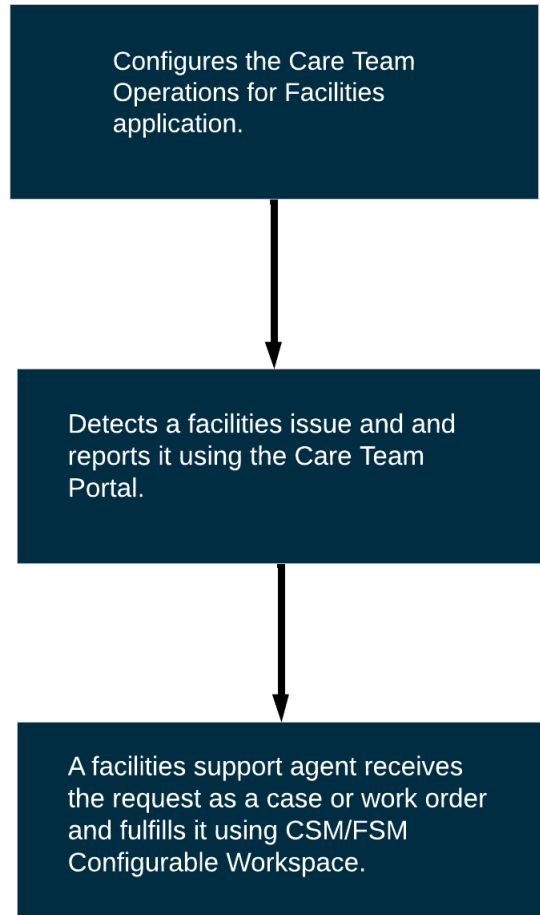 Configures the Care Team
Operations for Facilities
application.
Detects a facilities issue and and
reports it using the Care Team
Portal.
A facilities support agent receives
the request as a case or work order
and fulfills it using CSM/FSM
Configurable Workspace.